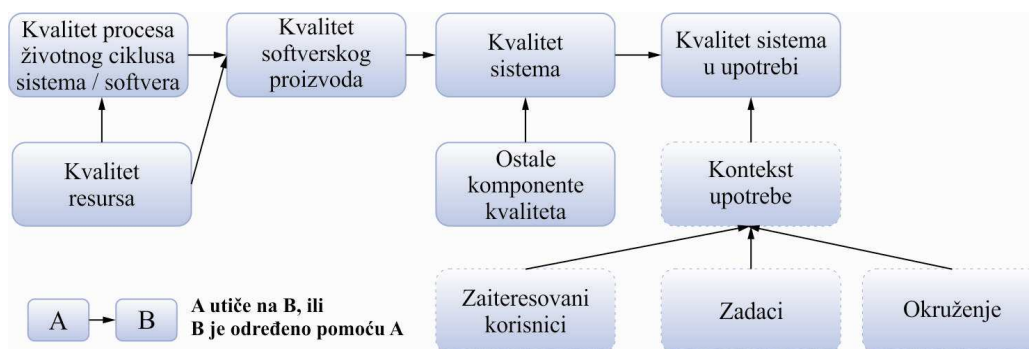 Kvalitet procesa
životnog ciklusa
sistema / softvera
Kvalitet
softverskog
proizvoda
Kvalitet
sistema
Kvalitet sistema
u upotrebi
Kvalitet
resursa
Ostale
komponente
kvaliteta
Kontekst
upotrebe
Zaiteresovani
korisnici
Zadaci
Okruženje
A
B
A utiče na B, ili
B je određeno pomoću A